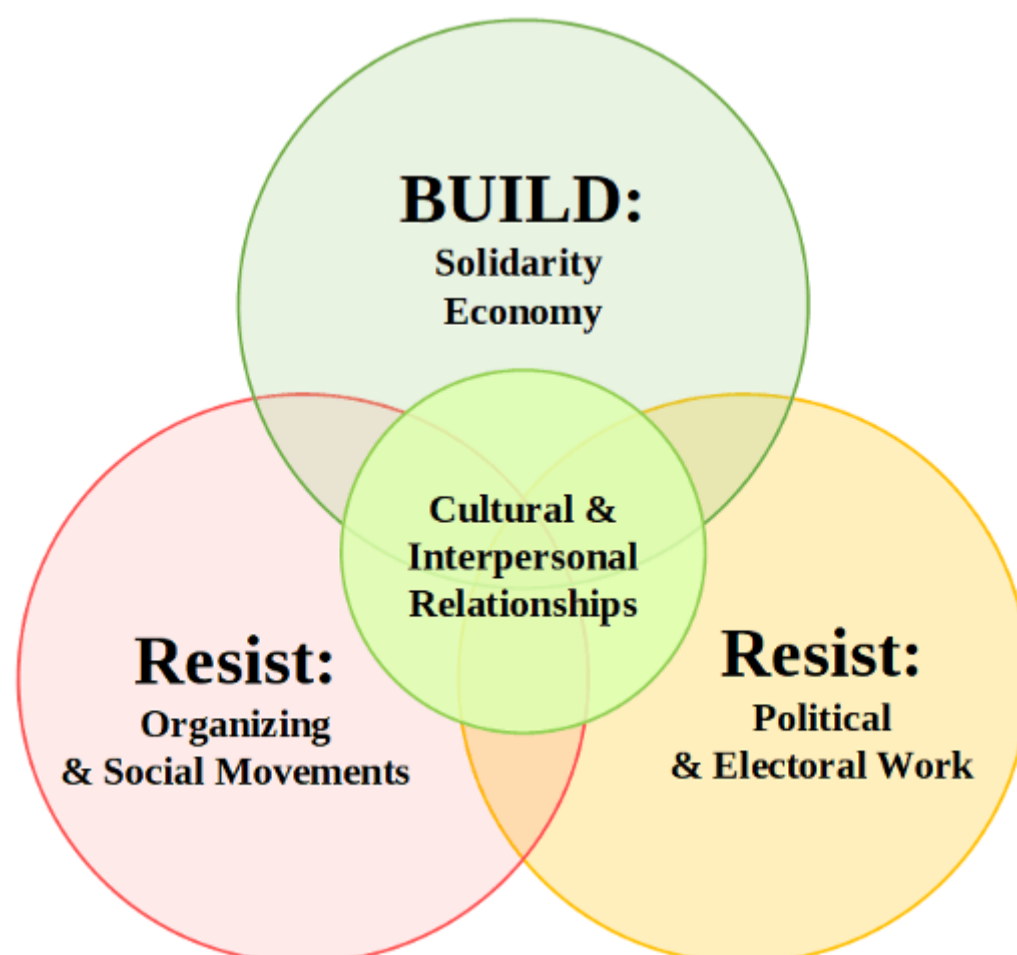 BUILD:
Solidarity
Economy
Cultural &
Interpersonal
Relationships
Resist:
Organizing
& Social Movements
Resist:
Political
& Electoral Work